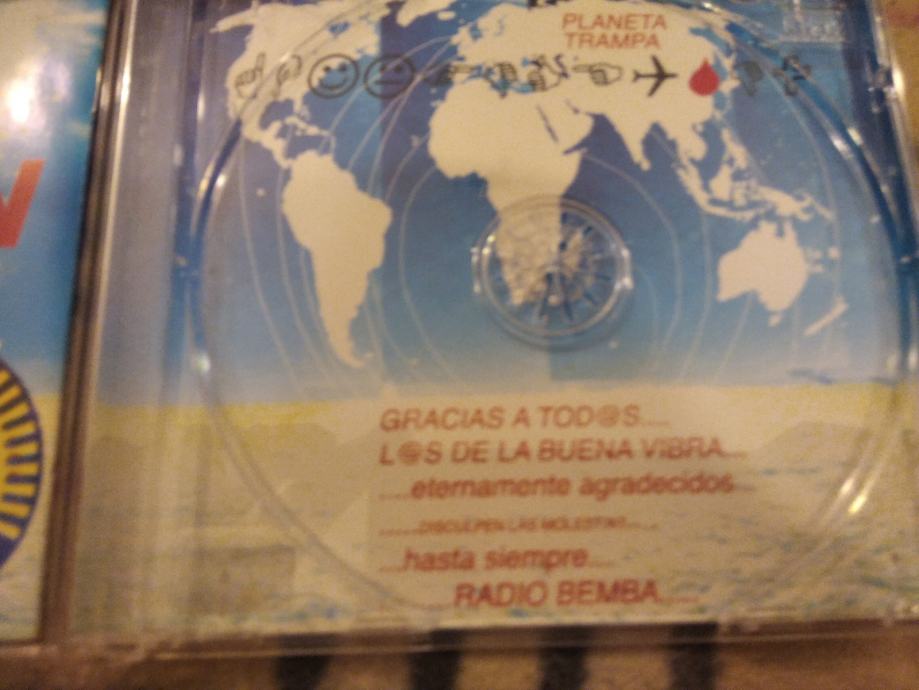 PLANETA
TRAMPA
GRACIAS A TOD@S....
L@S DE LA BUENA VIBRA...
....eternamente agradecidos...
.....DISCULPEN LAS MOLESTIAS.....
...hasta siempre...
........RADIO BEMBA.....